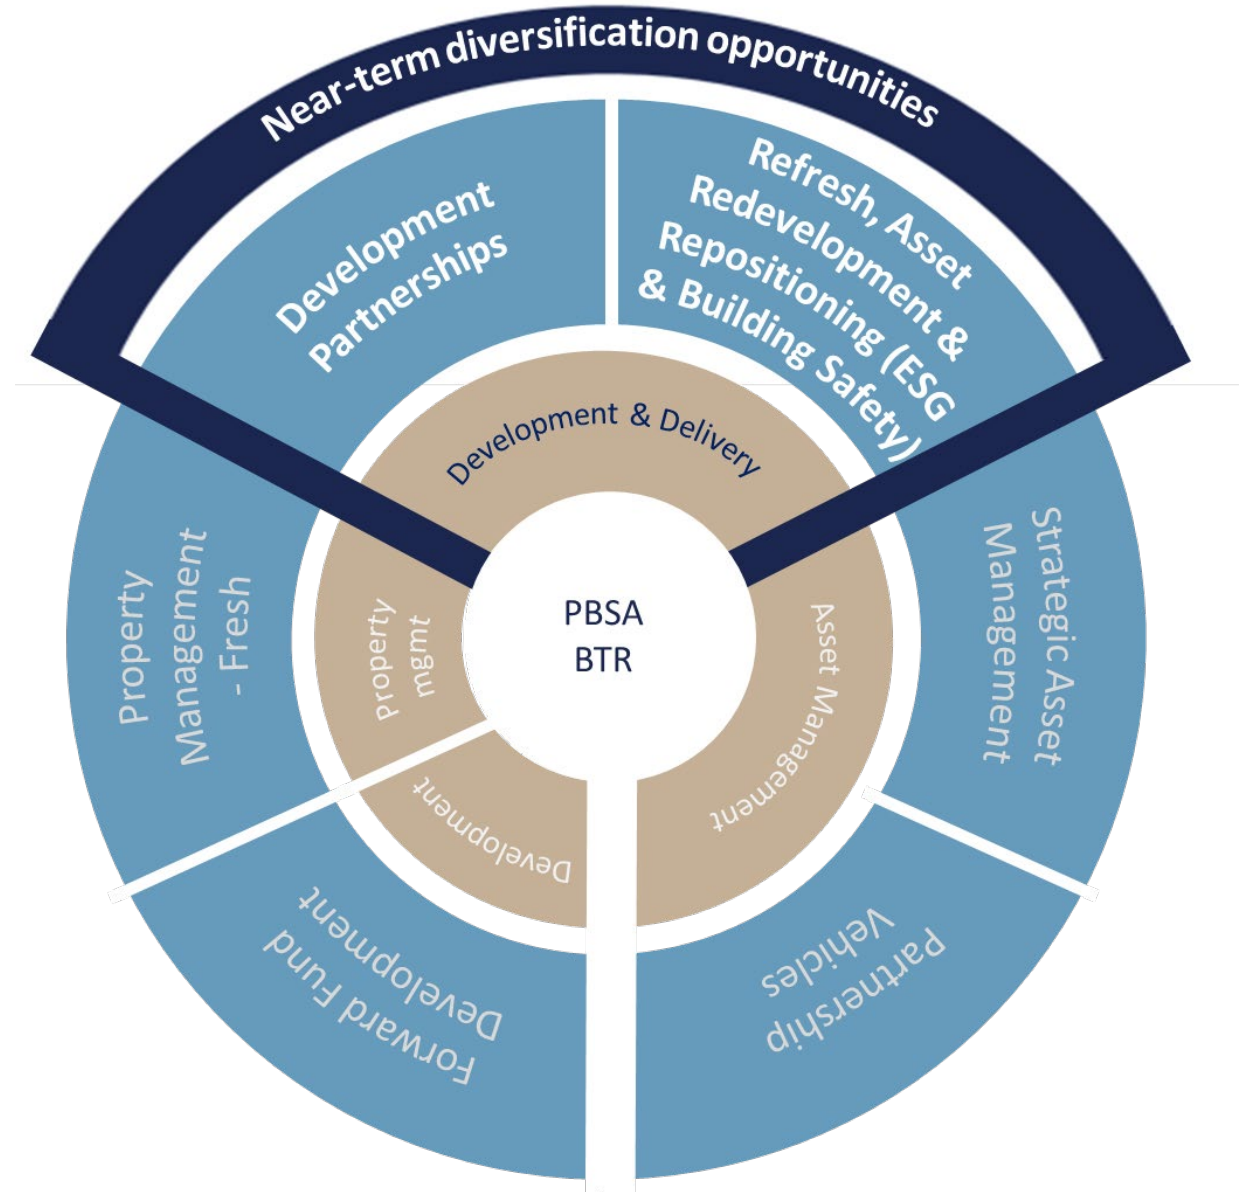 Near-term diversification opportunities
Development
Partnerships
Refresh, Asset
Redevelopment &
Repositioning (ESG
& Building Safety)
Development & Delivery
Property
Management
- Fresh
Property
mgmt
PBSA
BTR
Asset Management
Strategic Asset
Management
Development
Forward Fund
Development
Partnership
Vehicles